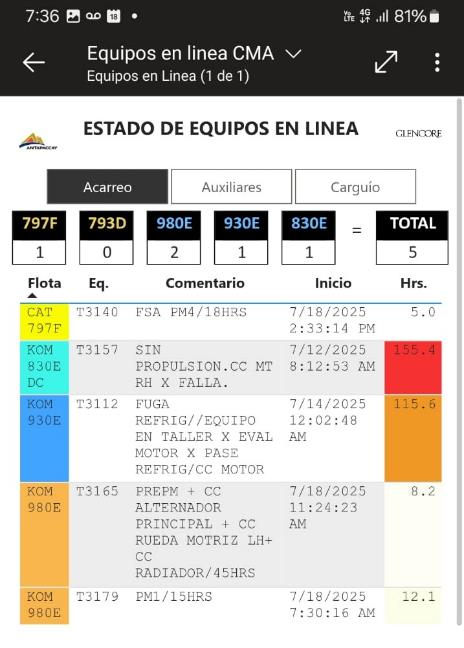 7:36 18 VoLTE 4G 81%
Equipos en linea CMA
Equipos en Linea (1 de 1)
ANTAPACCAY
ESTADO DE EQUIPOS EN LINEA
GLENCORE
Acarreo Auxiliares Carguío
797F 793D 980E 930E 830E = TOTAL
1 0 2 1 1 5
Flota Eq. Comentario Inicio Hrs.
CAT T3140 FSA PM4/18HRS 7/18/2025 5.0
797F 2:33:14 PM
KOM T3157 SIN 7/12/2025 155.4
830E PROPULSION.CC MT 8:12:53 AM
DC RH X FALLA.
KOM T3112 FUGA 7/14/2025 115.6
930E REFRIG//EQUIPO 12:02:48
EN TALLER X EVAL AM
MOTOR X PASE
REFRIG/CC MOTOR
KOM T3165 PREPM + CC 7/18/2025 8.2
980E ALTERNADOR 11:24:23
PRINCIPAL + CC AM
RUEDA MOTRIZ LH+
CC
RADIADOR/45HRS
KOM T3179 PM1/15HRS 7/18/2025 12.1
980E 7:30:16 AM